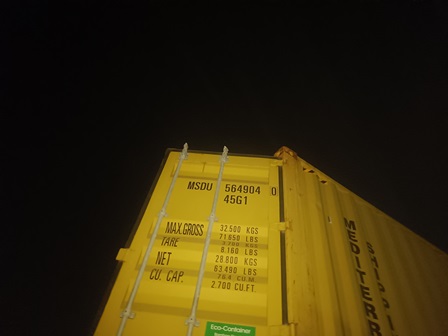 MSDU 564904 0
45G1
MAX.GROSS 32.500 KGS
71.650 LBS
TARE 3.700 KGS
8.160 LBS
NET 28.800 KGS
63.490 LBS
CU. CAP. 76.4 CU.M.
2.700 CU.FT.
Eco-Container
MEDITERR
SHIPPI